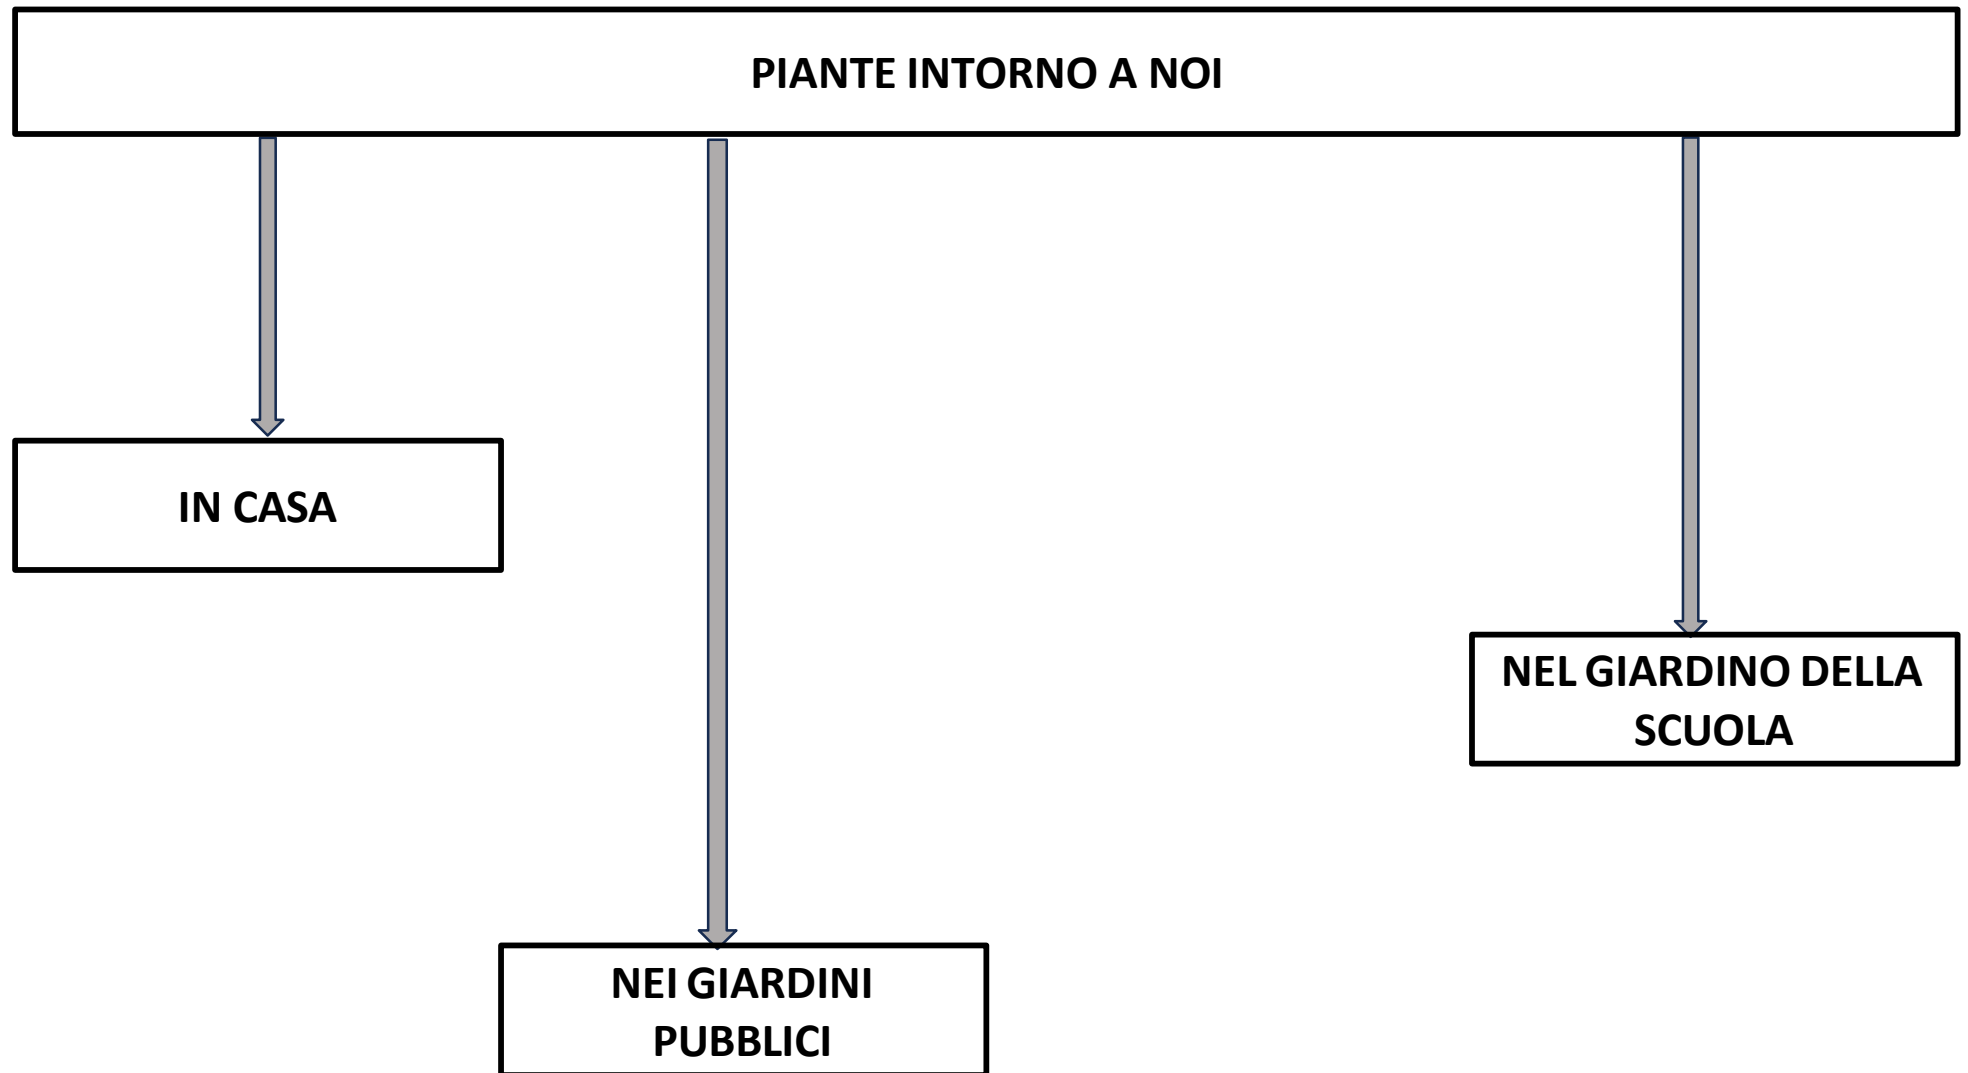 PIANTE INTORNO A NOI
IN CASA
NEL GIARDINO DELLA
SCUOLA
NEI GIARDINI
PUBBLICI